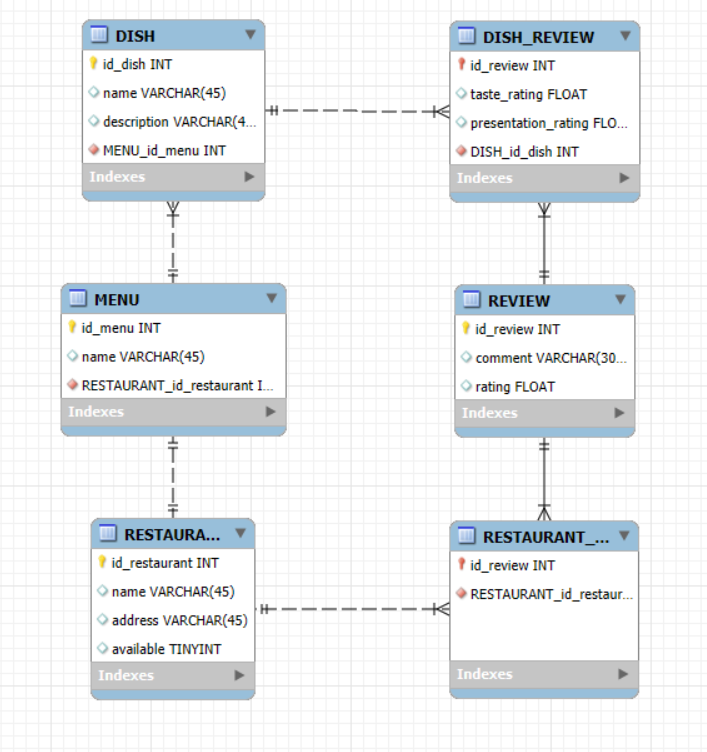 DISH
id_dish INT
name VARCHAR(45)
description VARCHAR(4...
MENU_id_menu INT
Indexes
DISH_REVIEW
id_review INT
taste_rating FLOAT
presentation_rating FLO...
DISH_id_dish INT
Indexes
MENU
id_menu INT
name VARCHAR(45)
RESTAURANT_id_restaurant I...
Indexes
REVIEW
id_review INT
comment VARCHAR(30...
rating FLOAT
Indexes
RESTAURA...
id_restaurant INT
name VARCHAR(45)
address VARCHAR(45)
available TINYINT
Indexes
RESTAURANT_...
id_review INT
RESTAURANT_id_restaur...
Indexes